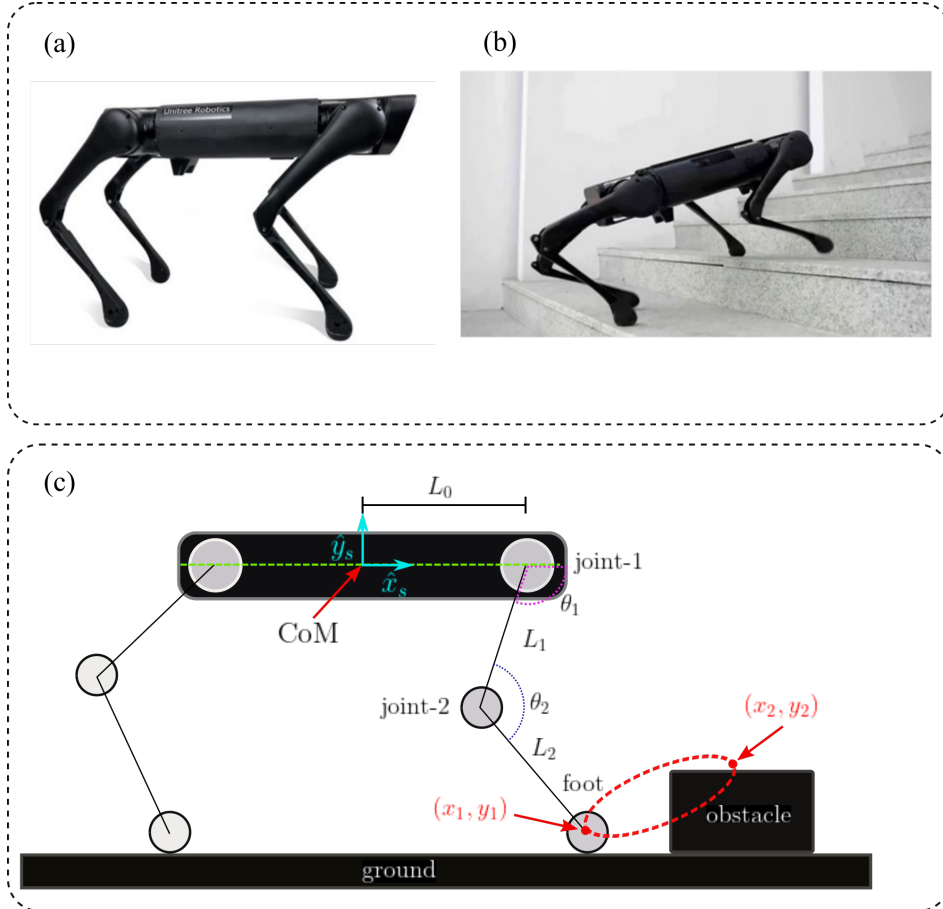 (a)
(b)
Unitree Robotics
(c)
L₀
ŷₛ
x̂ₛ
joint-1
θ₁
CoM
L₁
joint-2
θ₂
(x₂, y₂)
L₂
foot
(x₁, y₁)
obstacle
ground